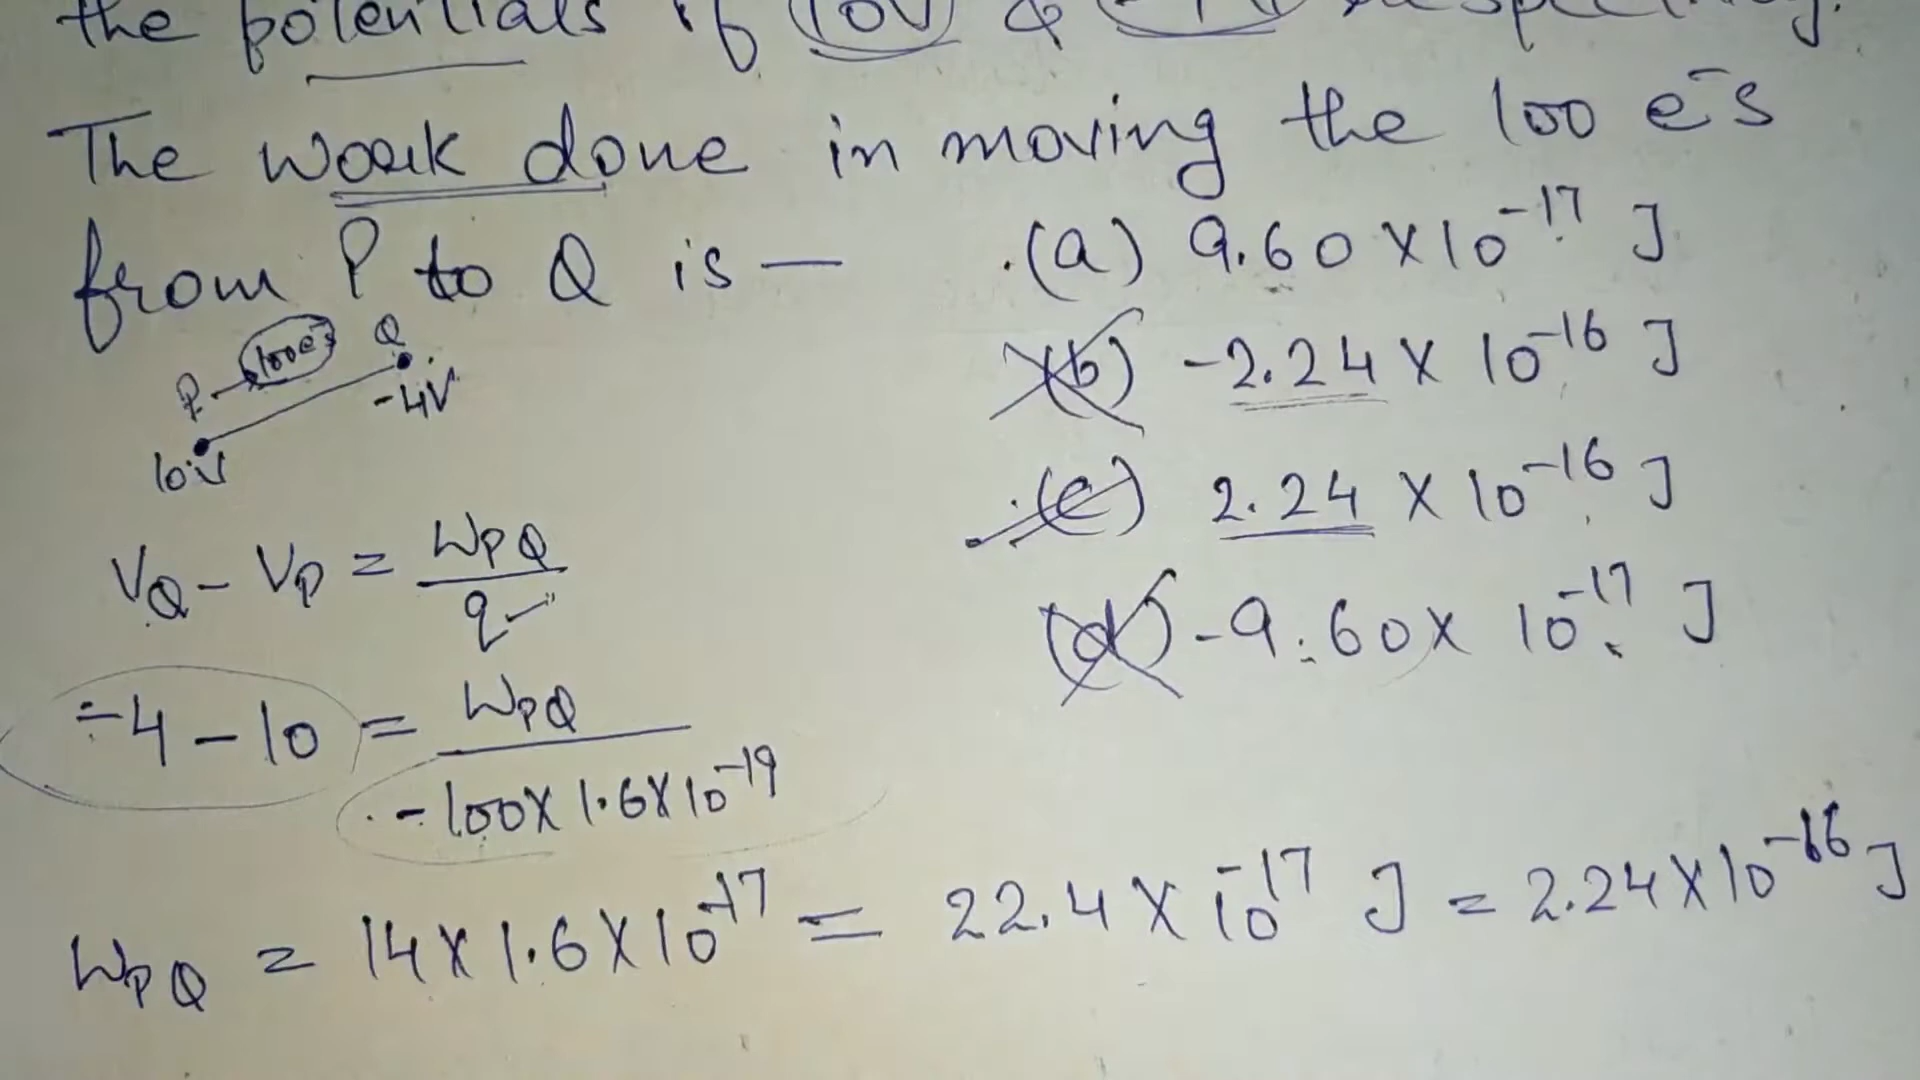 the potentials of 10V &
The work done in moving the 100 e⁻s
from P to Q is —
(a) 9.60 X 10⁻¹⁷ J
(b) -2.24 X 10⁻¹⁶ J
(c) 2.24 X 10⁻¹⁶ J
(d) -9.60 X 10⁻¹⁷ J
P 100e⁻s Q
-4V
10V
V_Q - V_P = W_PQ / q
-4 - 10 = W_PQ / -100 X 1.6 X 10⁻¹⁹
W_PQ = 14 X 1.6 X 10⁻¹⁷ = 22.4 X 10⁻¹⁷ J = 2.24 X 10⁻¹⁶ J